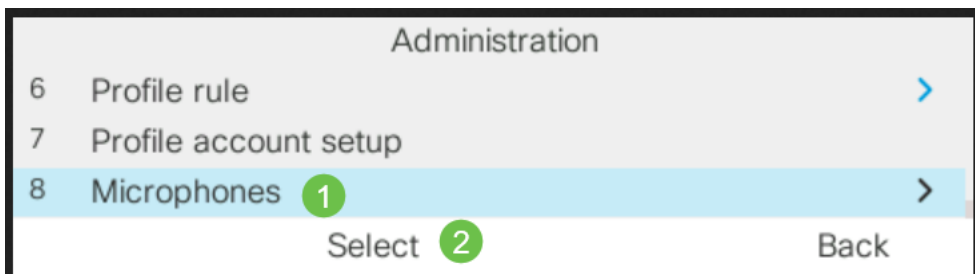 Administration
6 Profile rule
7 Profile account setup
8 Microphones 1
Select 2 Back